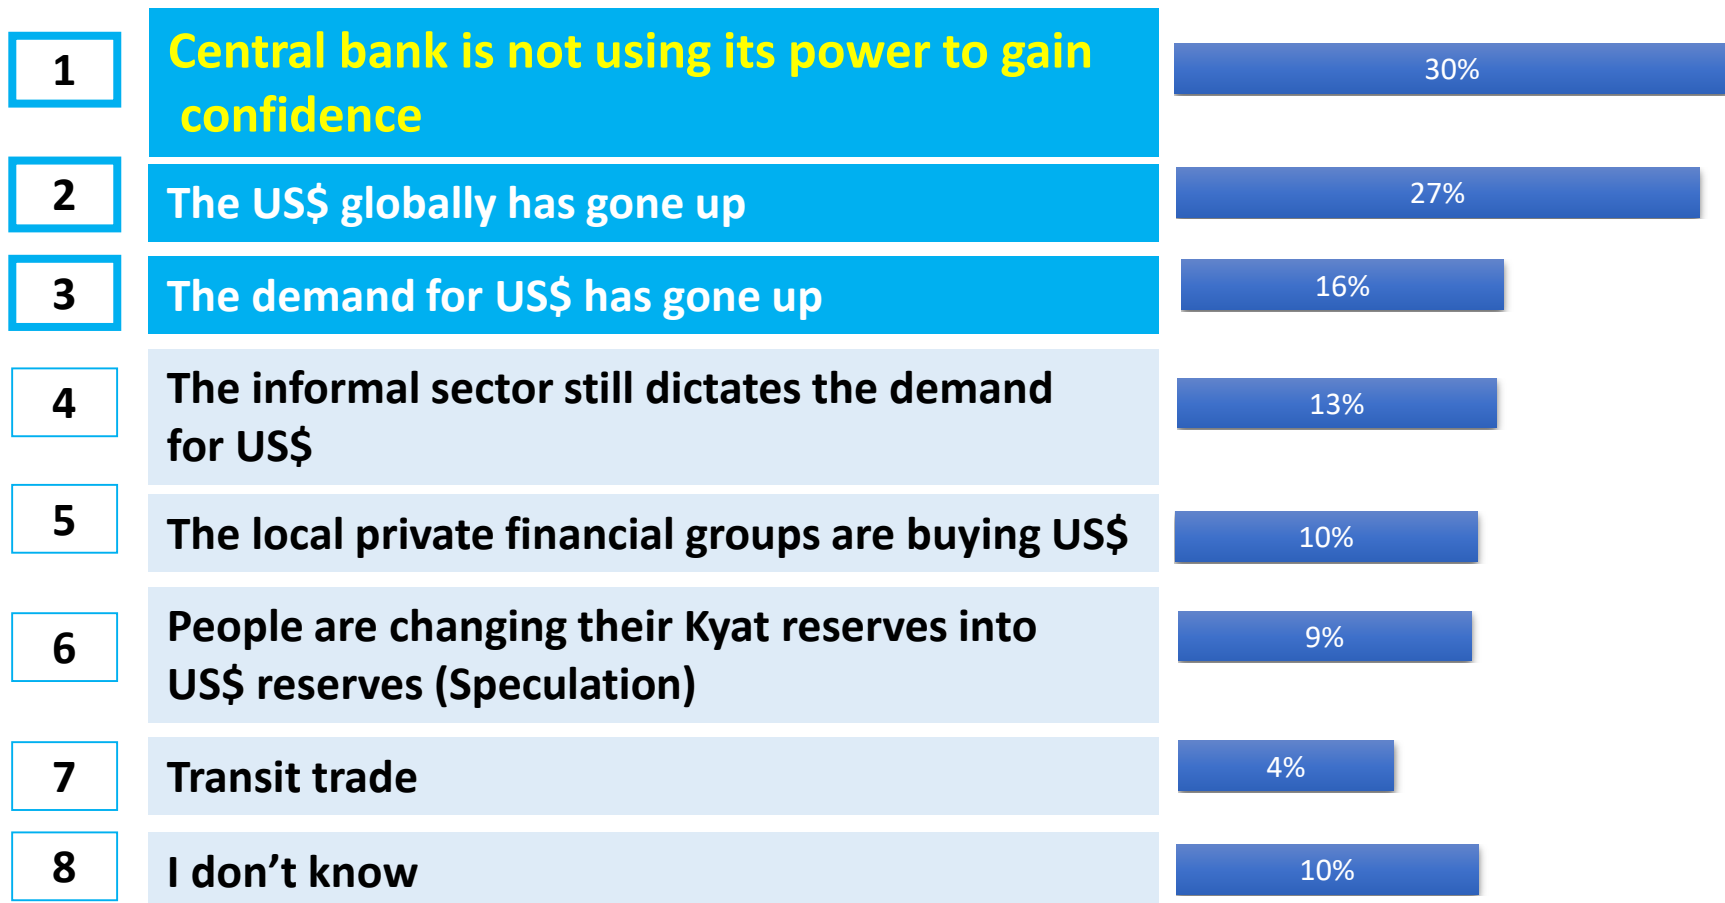 1
Central bank is not using its power to gain
confidence
30%
2
The US$ globally has gone up
27%
3
The demand for US$ has gone up
16%
4
The informal sector still dictates the demand
for US$
13%
5
The local private financial groups are buying US$
10%
6
People are changing their Kyat reserves into
US$ reserves (Speculation)
9%
7
Transit trade
4%
8
I don’t know
10%